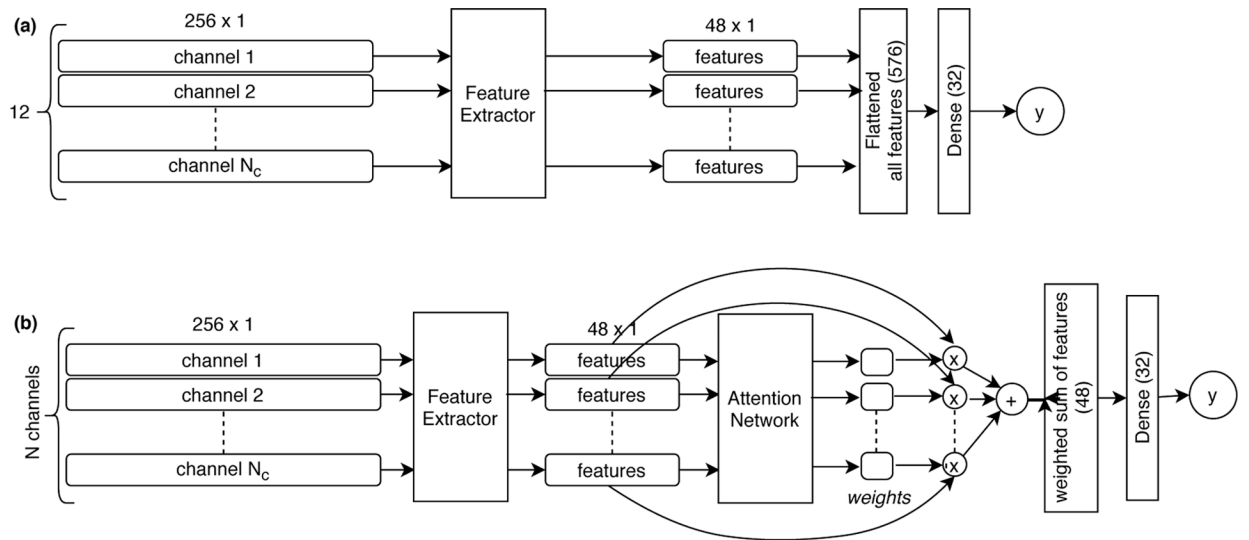 (a)
256 x 1
48 x 1
12
channel 1
channel 2
channel N_c
Feature
Extractor
features
features
features
Flattened
all features (576)
Dense (32)
y
(b)
256 x 1
48 x 1
N channels
channel 1
channel 2
channel N_c
Feature
Extractor
features
features
features
Attention
Network
weights
x
x
x
+
weighted sum of features
(48)
Dense (32)
y